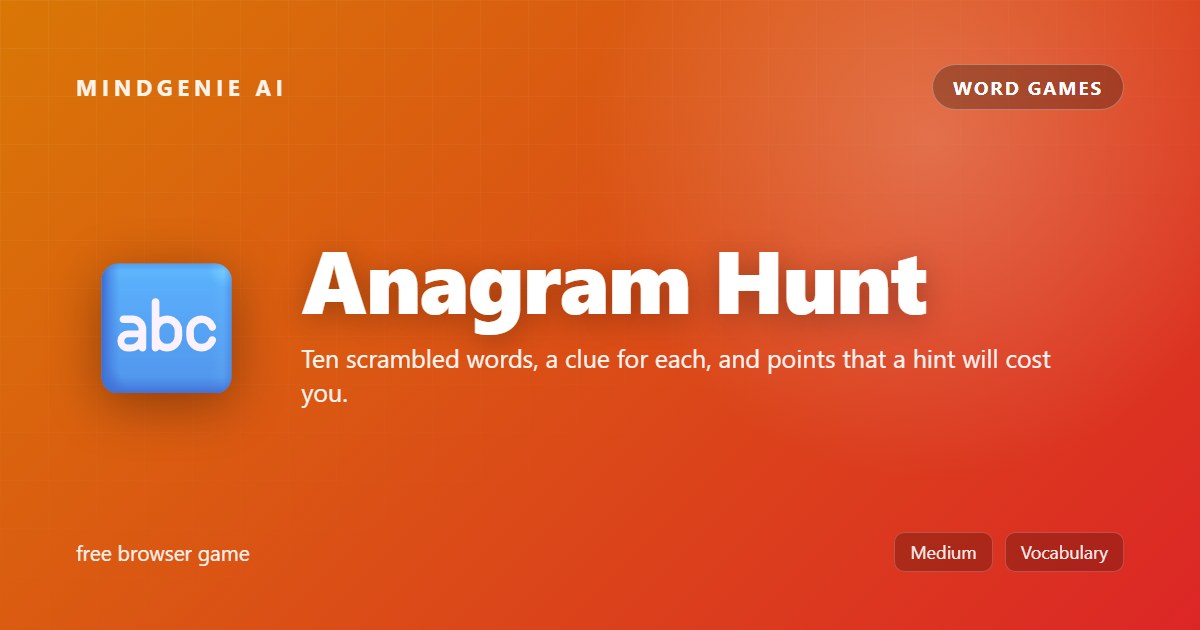 MINDGENIE AI
WORD GAMES
abc
Anagram Hunt
Ten scrambled words, a clue for each, and points that a hint will cost
you.
free browser game
Medium
Vocabulary